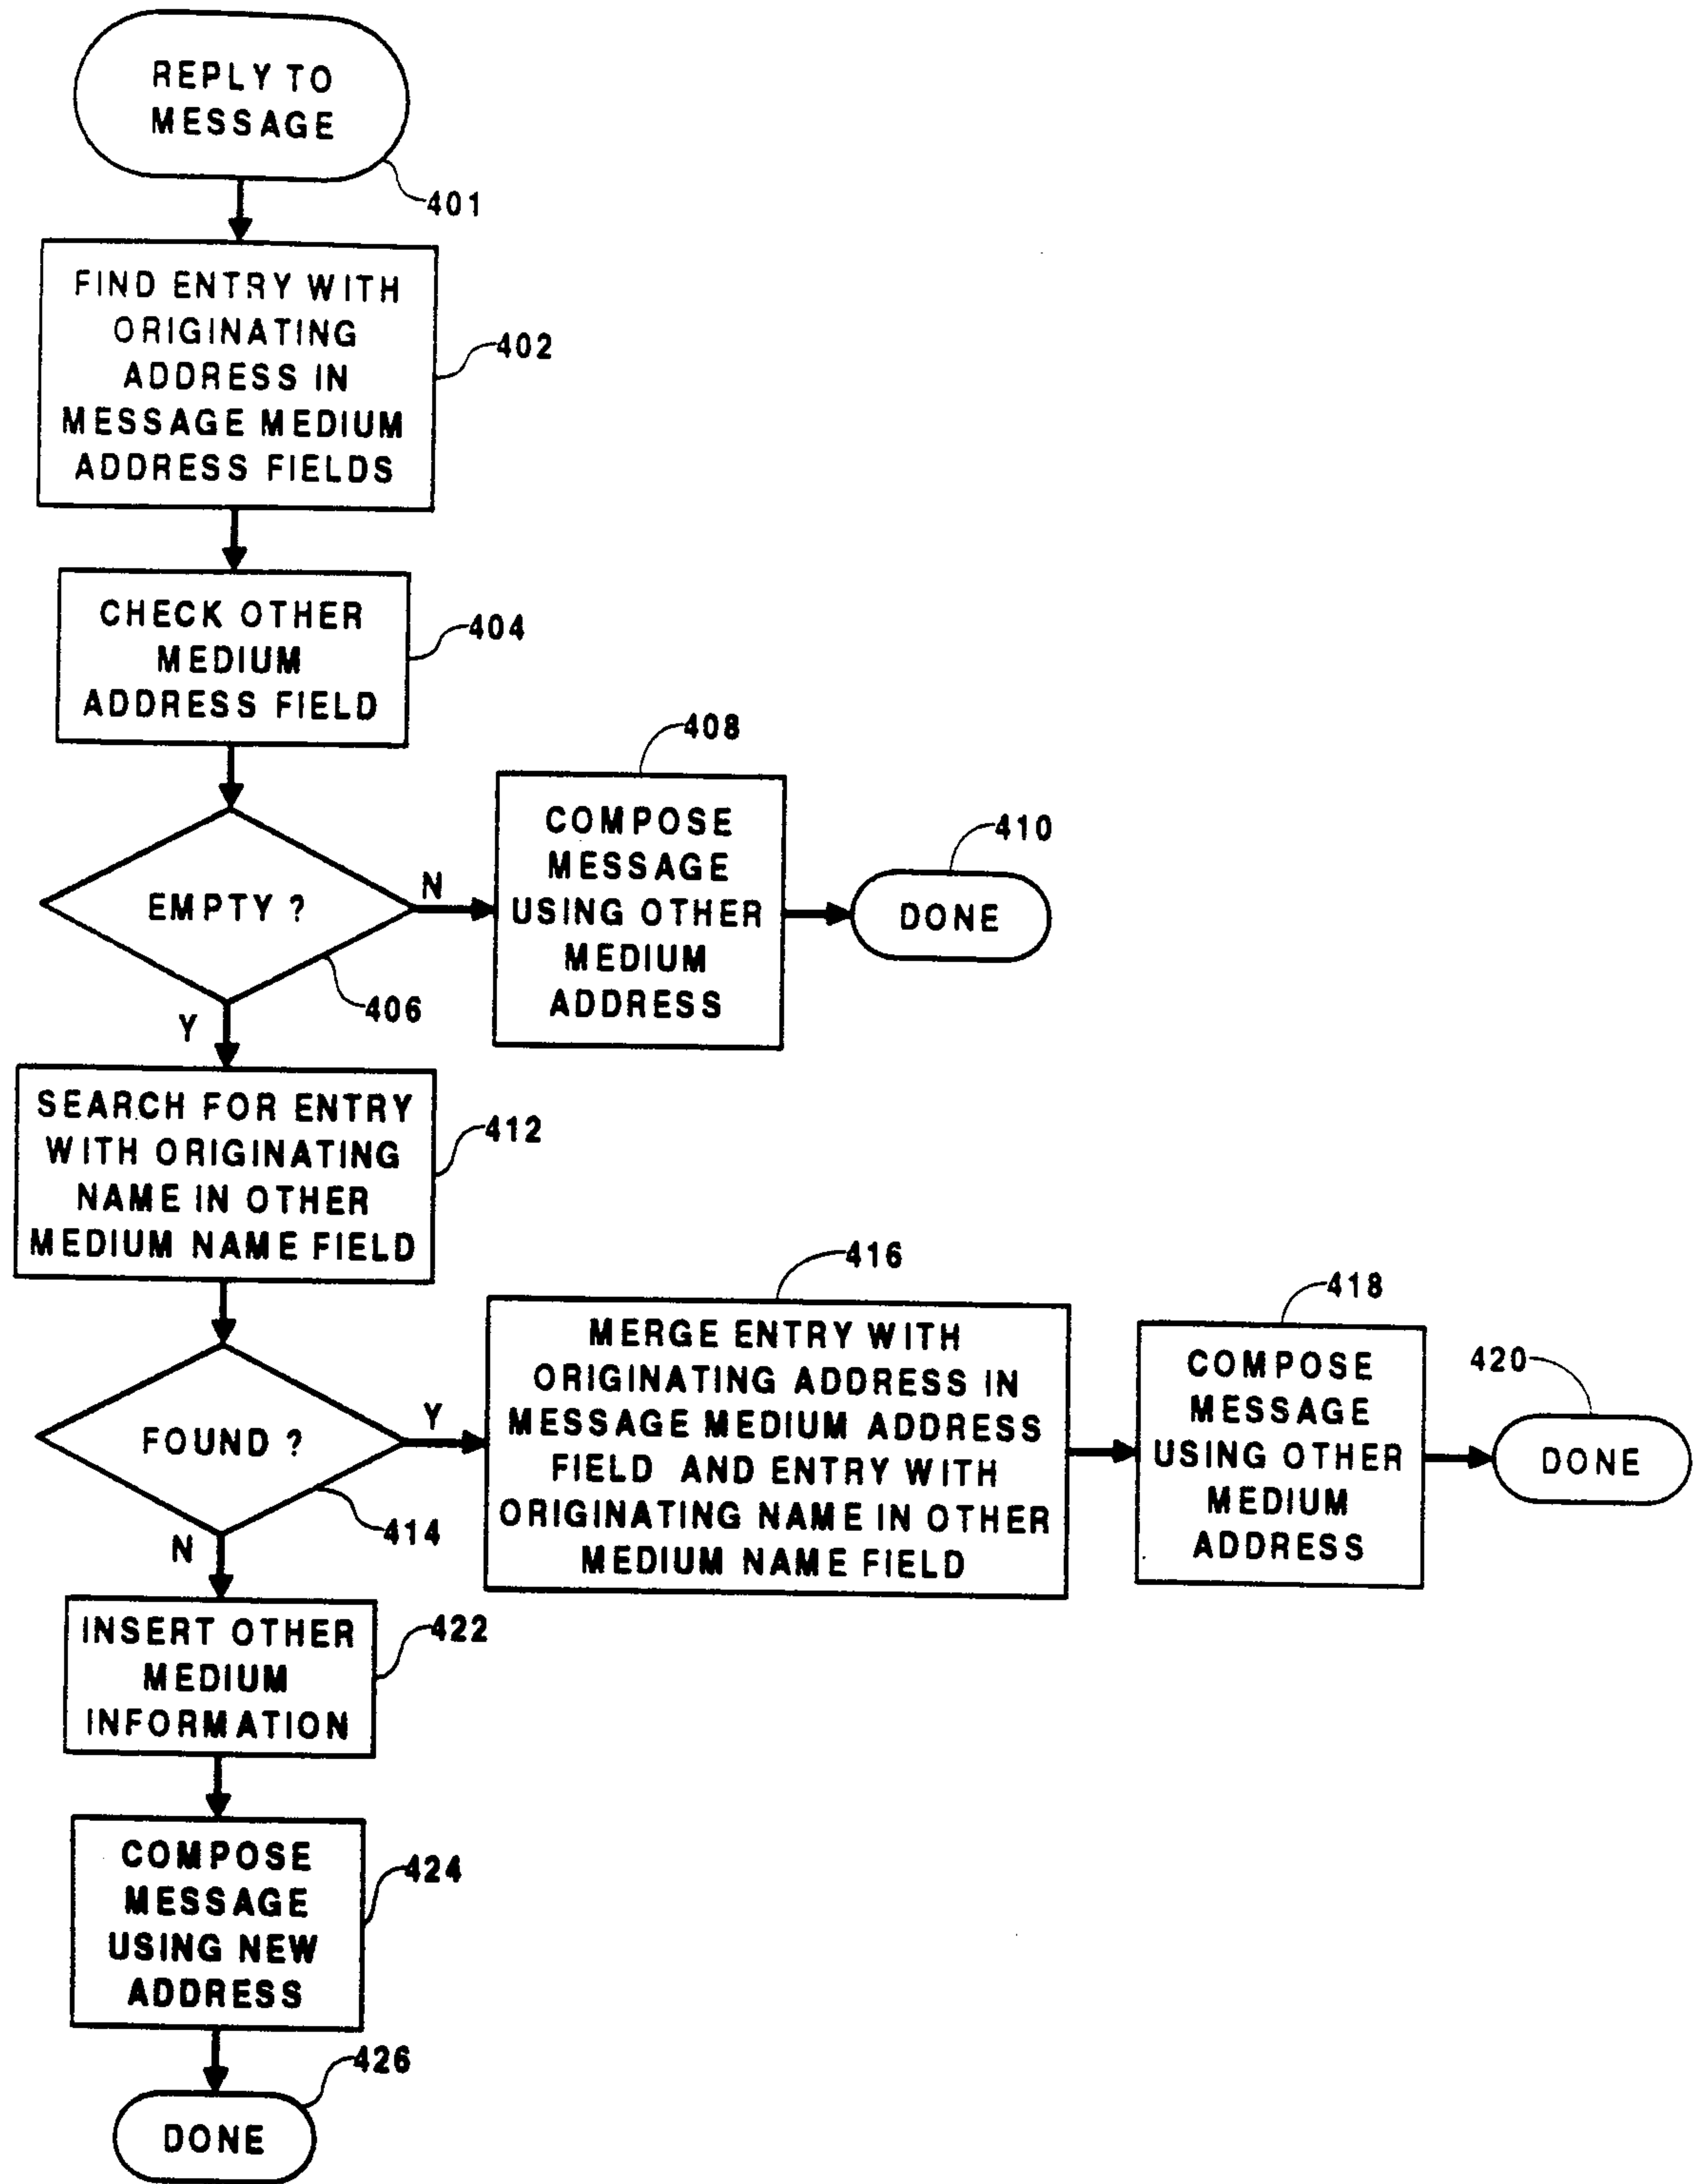 REPLY TO
MESSAGE
401
FIND ENTRY WITH
ORIGINATING
ADDRESS IN
MESSAGE MEDIUM
ADDRESS FIELDS
402
CHECK OTHER
MEDIUM
ADDRESS FIELD
404
EMPTY ?
406
N
Y
408
COMPOSE
MESSAGE
USING OTHER
MEDIUM
ADDRESS
410
DONE
SEARCH FOR ENTRY
WITH ORIGINATING
NAME IN OTHER
MEDIUM NAME FIELD
412
FOUND ?
414
Y
N
416
MERGE ENTRY WITH
ORIGINATING ADDRESS IN
MESSAGE MEDIUM ADDRESS
FIELD AND ENTRY WITH
ORIGINATING NAME IN OTHER
MEDIUM NAME FIELD
418
COMPOSE
MESSAGE
USING OTHER
MEDIUM
ADDRESS
420
DONE
INSERT OTHER
MEDIUM
INFORMATION
422
COMPOSE
MESSAGE
USING NEW
ADDRESS
424
426
DONE